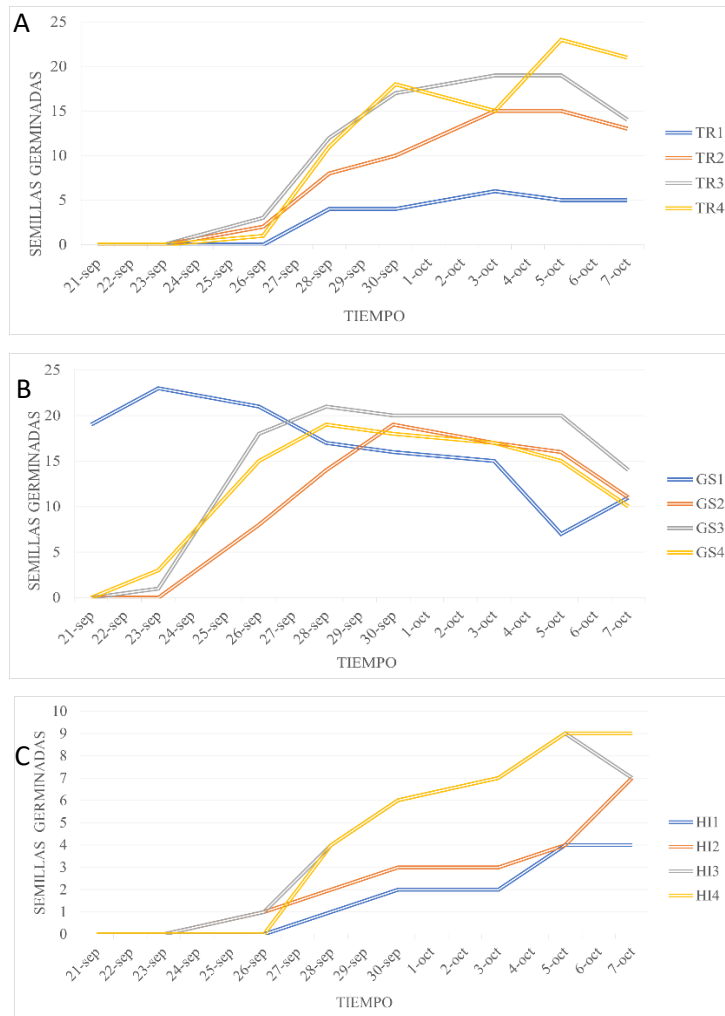 A
SEMILLAS GERMINADAS
25
20
15
10
5
0
21-sep
22-sep
23-sep
24-sep
25-sep
26-sep
27-sep
28-sep
29-sep
30-sep
1-oct
2-oct
3-oct
4-oct
5-oct
6-oct
7-oct
TIEMPO
TR1
TR2
TR3
TR4
B
SEMILLAS GERMINADAS
25
20
15
10
5
0
21-sep
22-sep
23-sep
24-sep
25-sep
26-sep
27-sep
28-sep
29-sep
30-sep
1-oct
2-oct
3-oct
4-oct
5-oct
6-oct
7-oct
TIEMPO
GS1
GS2
GS3
GS4
C
SEMILLAS GERMINADAS
10
9
8
7
6
5
4
3
2
1
0
21-sep
22-sep
23-sep
24-sep
25-sep
26-sep
27-sep
28-sep
29-sep
30-sep
1-oct
2-oct
3-oct
4-oct
5-oct
6-oct
7-oct
TIEMPO
HI1
HI2
HI3
HI4